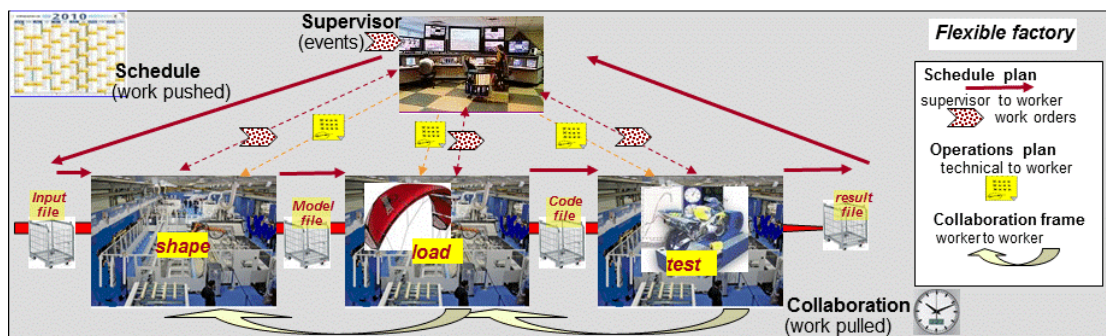 2010
Supervisor
(events)
Schedule
(work pushed)
Flexible factory
Schedule plan
supervisor to worker
work orders
Operations plan
technical to worker
Collaboration frame
worker to worker
Input
file
shape
Model
file
load
Code
file
test
result
file
Collaboration
(work pulled)